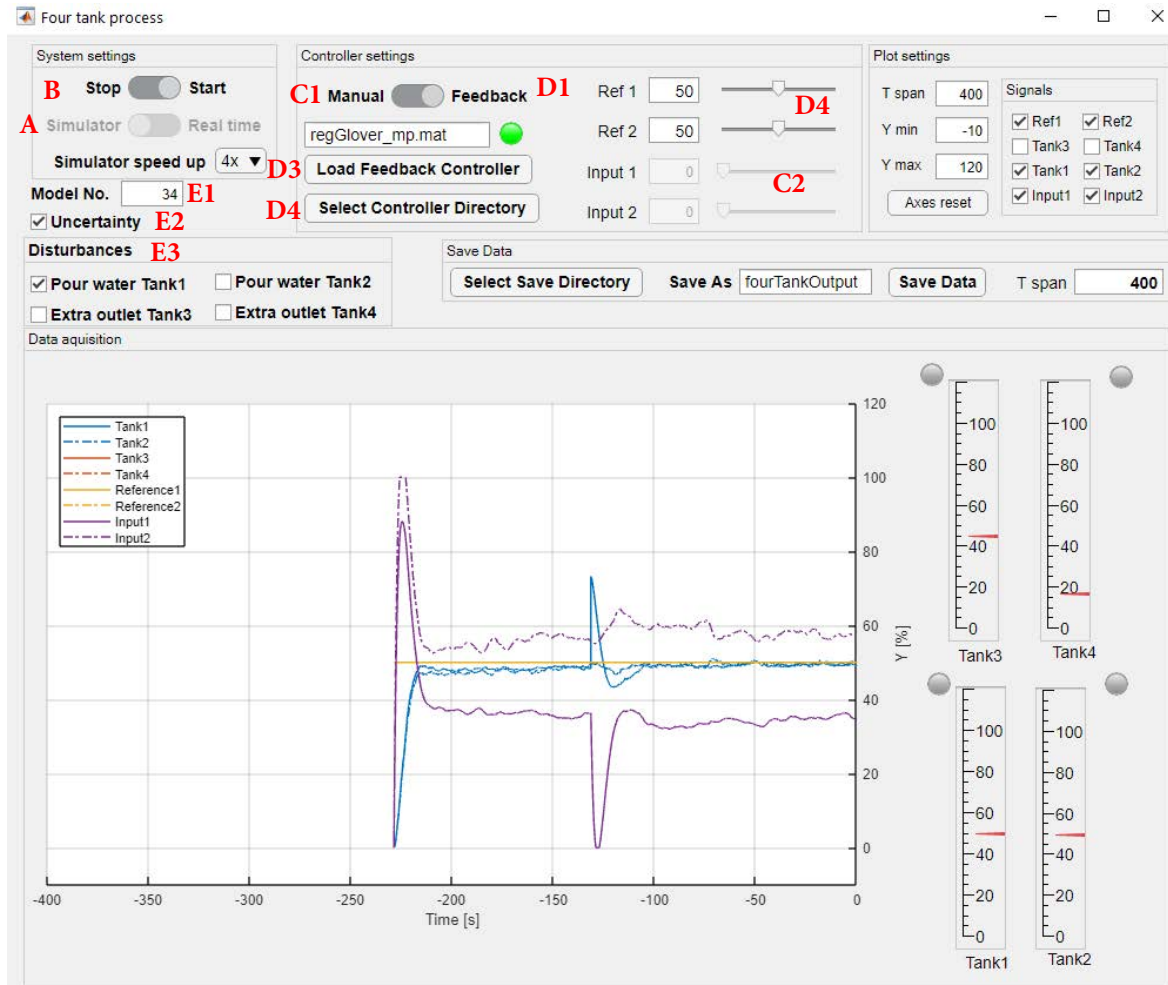 Four tank process
System settings
B Stop Start
A Simulator Real time
Simulator speed up 4x
Model No. 34 E1
Uncertainty E2
Controller settings
C1 Manual Feedback D1
regGlover_mp.mat
D3 Load Feedback Controller
D4 Select Controller Directory
Ref 1 50
D4
Ref 2 50
Input 1 0
C2
Input 2 0
Plot settings
T span 400
Y min -10
Y max 120
Axes reset
Signals
Ref1 Ref2
Tank3 Tank4
Tank1 Tank2
Input1 Input2
Disturbances E3
Pour water Tank1 Pour water Tank2
Extra outlet Tank3 Extra outlet Tank4
Save Data
Select Save Directory Save As fourTankOutput Save Data T span 400
Data aquisition
Tank1
Tank2
Tank3
Tank4
Reference1
Reference2
Input1
Input2
120
100
80
60
40
20
0
Y [%]
-400 -350 -300 -250 -200 -150 -100 -50 0
Time [s]
100
80
60
40
20
0
Tank3
100
80
60
40
20
0
Tank4
100
80
60
40
20
0
Tank1
100
80
60
40
20
0
Tank2